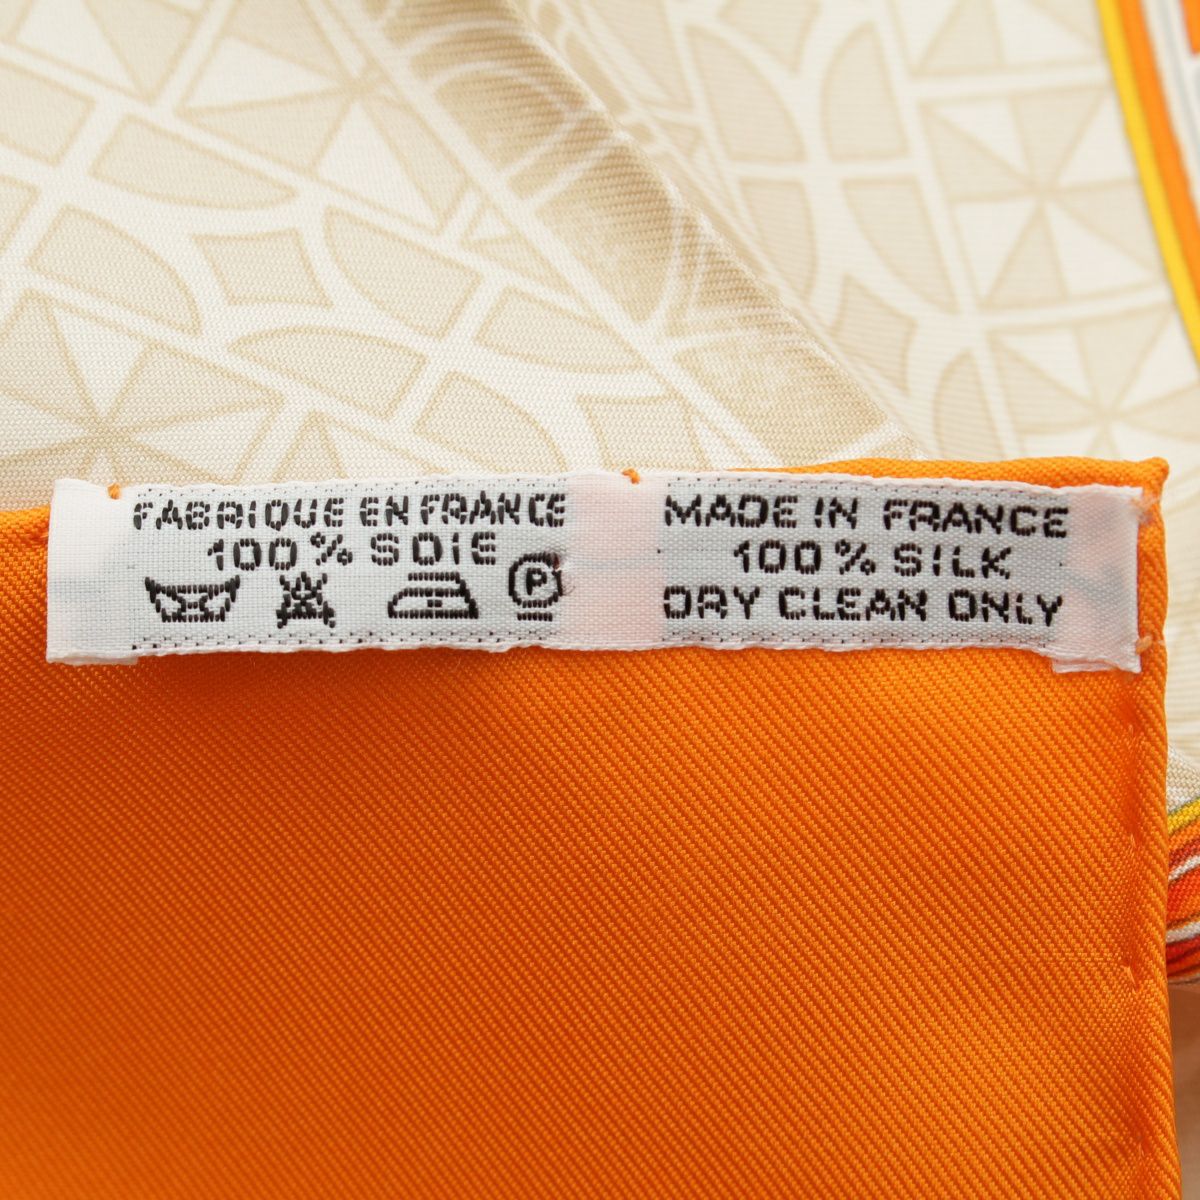 FABRIQUE EN FRANCE
100% SOIE
P
MADE IN FRANCE
100% SILK
DRY CLEAN ONLY